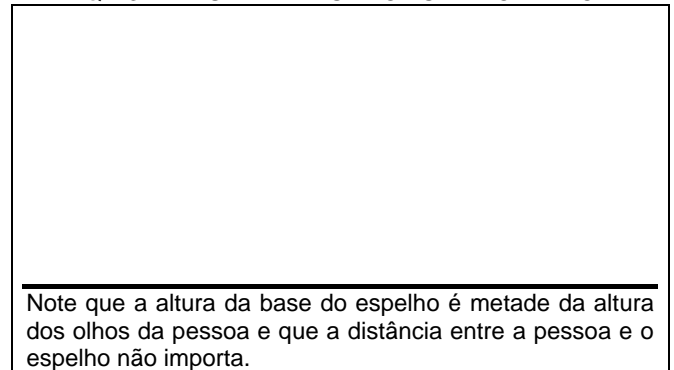 Note que a altura da base do espelho é metade da altura
dos olhos da pessoa e que a distância entre a pessoa e o
espelho não importa.